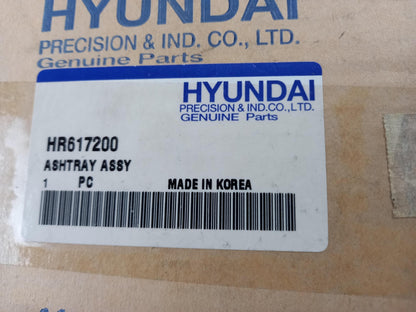 HYUNDAI
PRECISION & IND. CO., LTD.
Genuine Parts
HYUNDAI
PRECISION & IND.CO.,LTD.
GENUINE Parts
HR617200
ASHTRAY ASSY
1 PC MADE IN KOREA